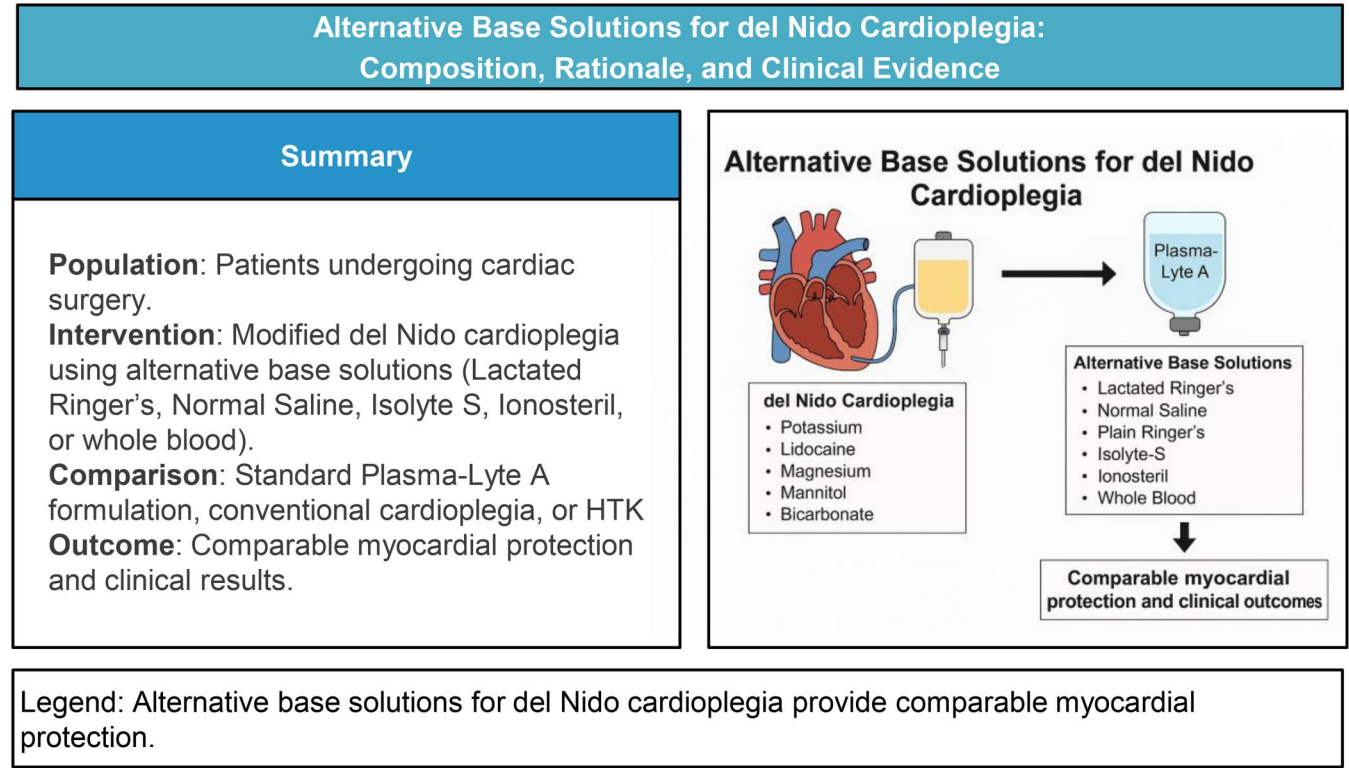 Alternative Base Solutions for del Nido Cardioplegia:
Composition, Rationale, and Clinical Evidence
Summary
Population: Patients undergoing cardiac
surgery.
Intervention: Modified del Nido cardioplegia
using alternative base solutions (Lactated
Ringer’s, Normal Saline, Isolyte S, Ionosteril,
or whole blood).
Comparison: Standard Plasma-Lyte A
formulation, conventional cardioplegia, or HTK
Outcome: Comparable myocardial protection
and clinical results.
Alternative Base Solutions for del Nido
Cardioplegia
del Nido Cardioplegia
• Potassium
• Lidocaine
• Magnesium
• Mannitol
• Bicarbonate
Plasma-
Lyte A
Alternative Base Solutions
• Lactated Ringer’s
• Normal Saline
• Plain Ringer’s
• Isolyte-S
• Ionosteril
• Whole Blood
Comparable myocardial
protection and clinical outcomes
Legend: Alternative base solutions for del Nido cardioplegia provide comparable myocardial
protection.